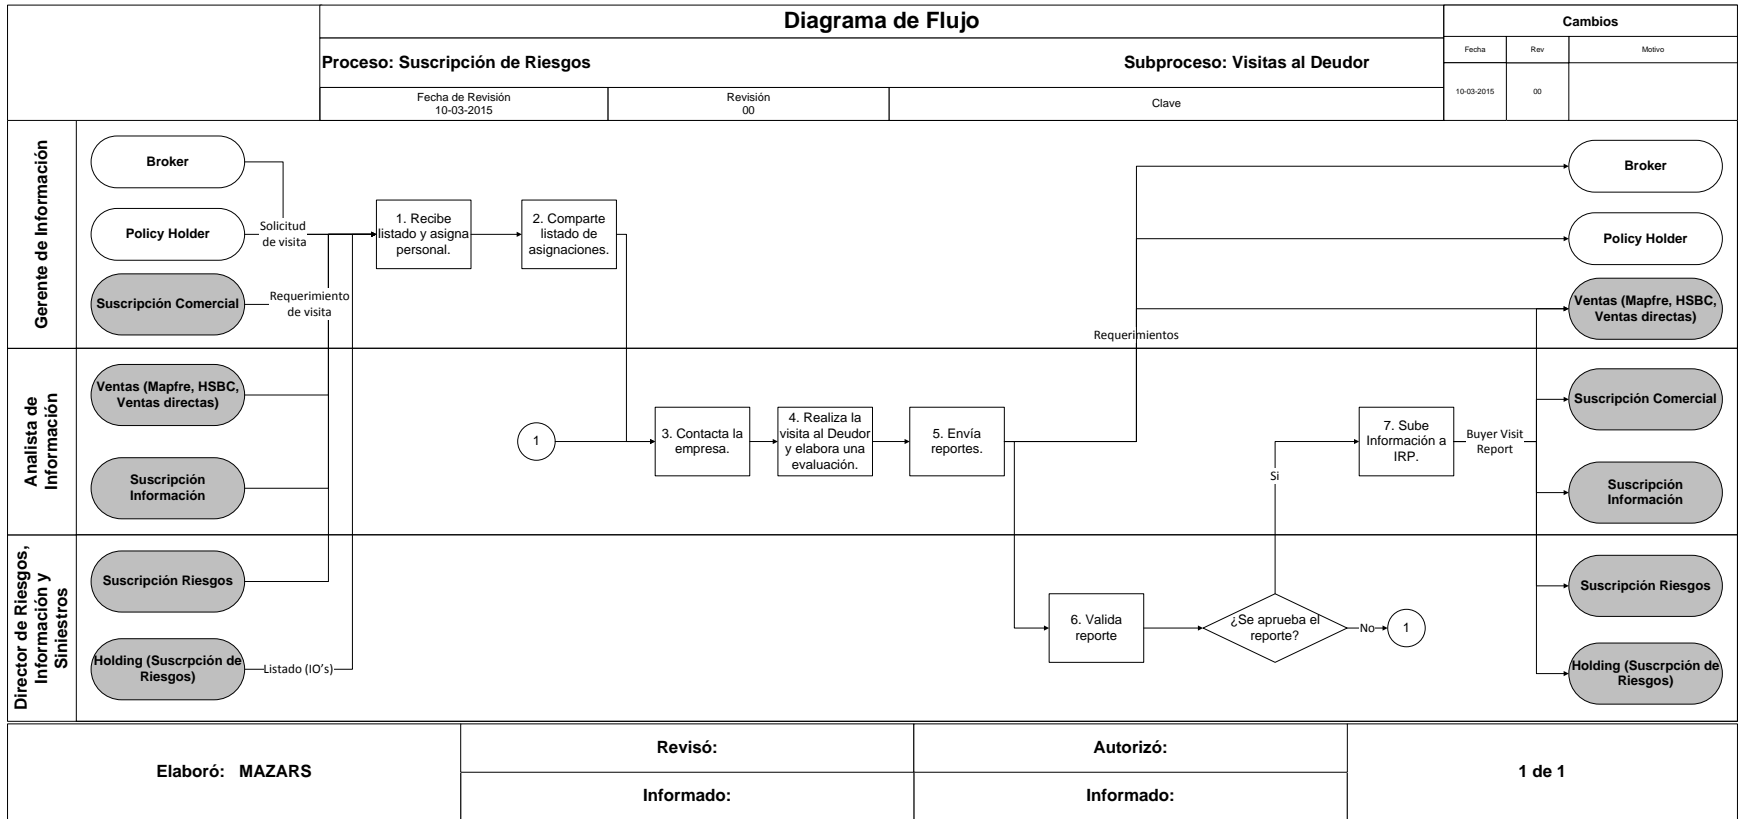 Diagrama de Flujo
Cambios
Proceso: Suscripción de Riesgos
Subproceso: Visitas al Deudor
Fecha
Rev
Motivo
Fecha de Revisión
10-03-2015
Revisión
00
Clave
10-03-2015
00
Gerente de Información
Broker
Policy Holder
Solicitud
de visita
Suscripción Comercial
Requerimiento
de visita
1. Recibe
listado y asigna
personal.
2. Comparte
listado de
asignaciones.
Broker
Policy Holder
Ventas (Mapfre, HSBC,
Ventas directas)
Requerimientos
Analista de
Información
Ventas (Mapfre, HSBC,
Ventas directas)
Suscripción
Información
1
3. Contacta la
empresa.
4. Realiza la
visita al Deudor
y elabora una
evaluación.
5. Envía
reportes.
Si
7. Sube
Información a
IRP.
Buyer Visit
Report
Suscripción Comercial
Suscripción
Información
Director de Riesgos,
Información y
Siniestros
Suscripción Riesgos
Holding (Suscrpción de
Riesgos)
Listado (IO's)
6. Valida
reporte
¿Se aprueba el
reporte?
No
1
Suscripción Riesgos
Holding (Suscrpción de
Riesgos)
Elaboró: MAZARS
Revisó:
Autorizó:
1 de 1
Informado:
Informado: